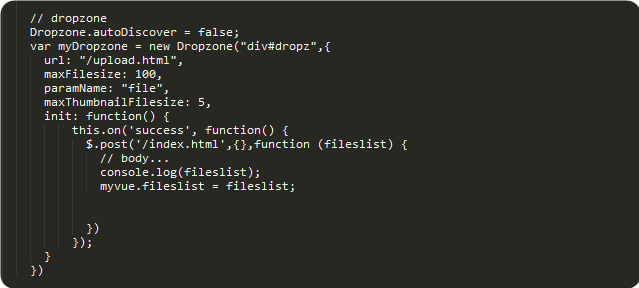 // dropzone
Dropzone.autoDiscover = false;
var myDropzone = new Dropzone("div#dropz",{
url: "/upload.html",
maxFilesize: 100,
paramName: "file",
maxThumbnailFilesize: 5,
init: function() {
this.on('success', function() {
$.post('/index.html',{},function (fileslist) {
// body...
console.log(fileslist);
myvue.fileslist = fileslist;
})
});
}
})